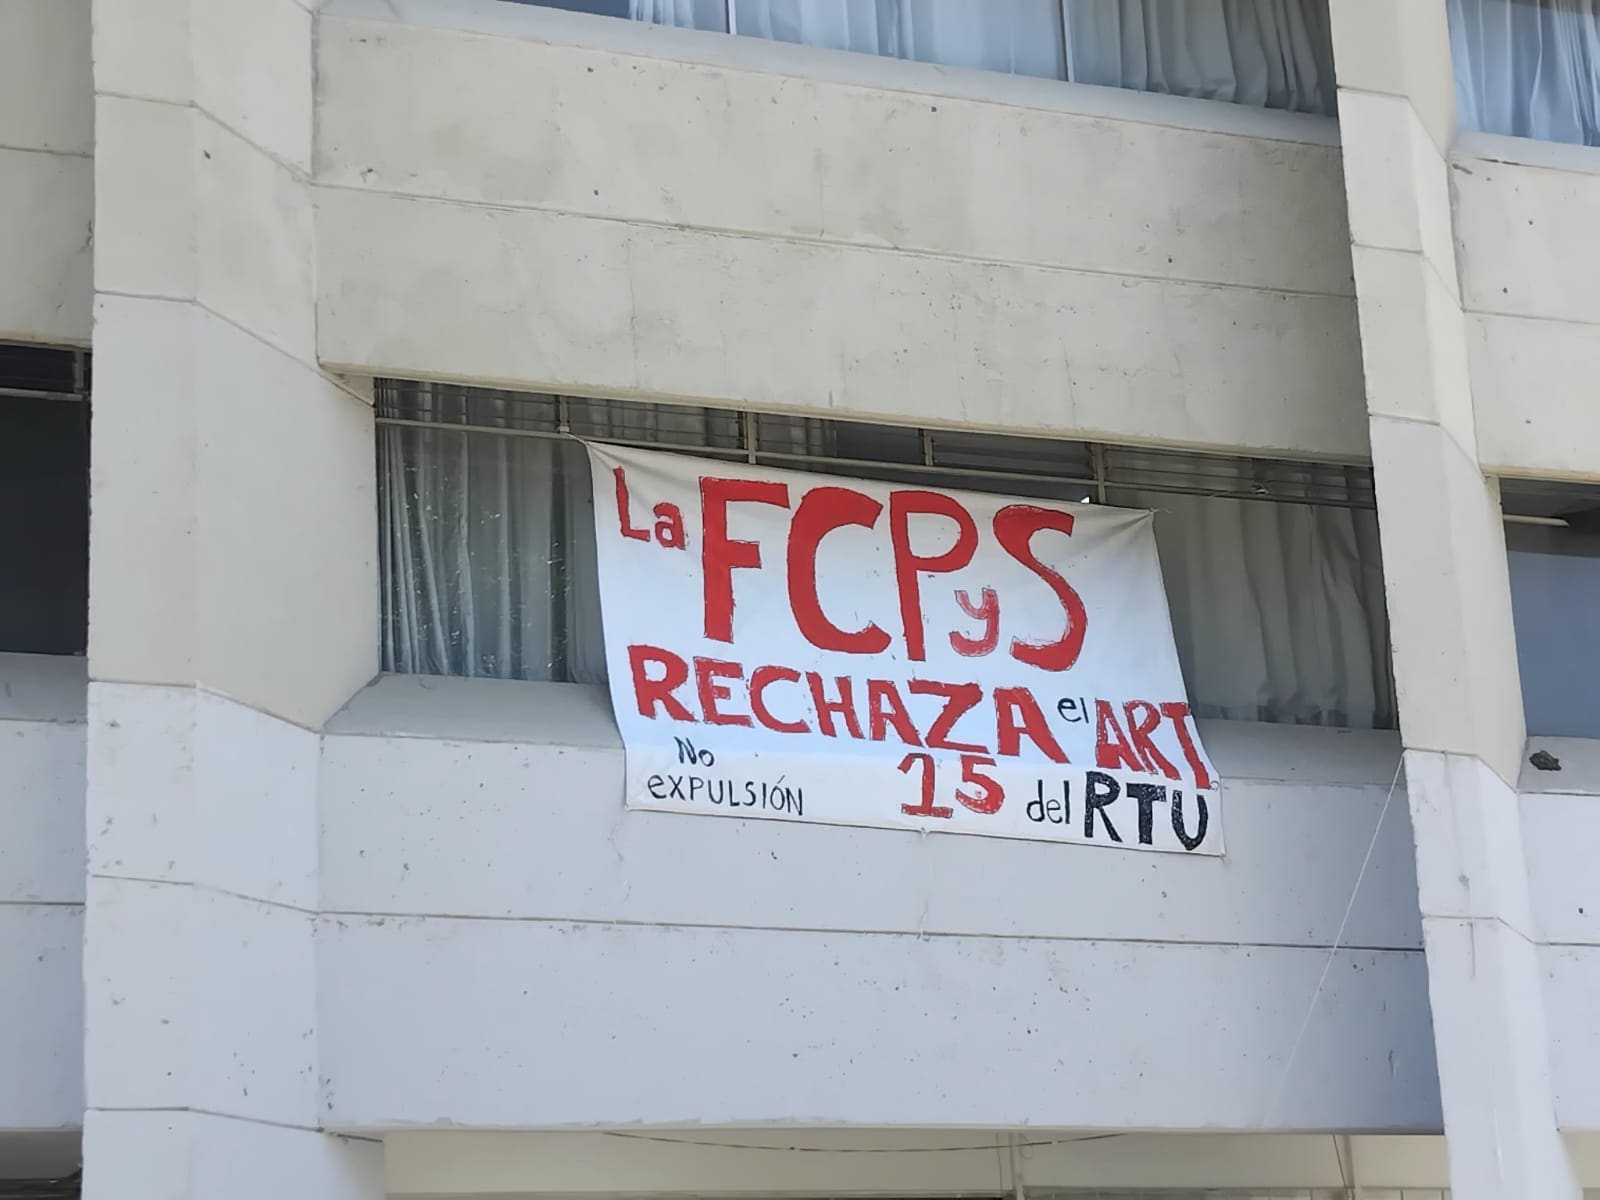 La FCPyS
RECHAZA el ART.
No 15 del RTU
EXPULSIÓN